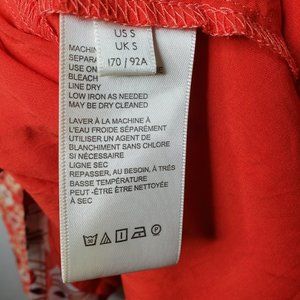 US S
UK S
170 / 92A
MACHIN
SEPARA
USE ON
BLEACH
LINE DRY
LOW IRON AS NEEDED
MAY BE DRY CLEANED
LAVER À LA MACHINE À
L'EAU FROIDE SÉPARÉMENT
UTILISER UN AGENT DE
BLANCHIMENT SANS CHLORE
SI NÉCESSAIRE
LIGNE SEC
REPASSER, AU BESOIN, À TRÈS
BASSE TEMPÉRATURE
PEUT -ÊTRE -ÊTRE NETTOYÉE
À SEC
30